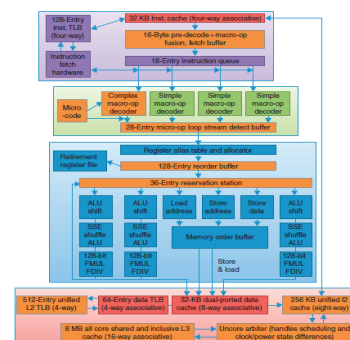 128-Entry
inst. TLB
(four-way)
32 KB Inst. cache (four-way associative)
16-Byte pre-decode+macro-op
fusion, fetch buffer
Instruction
fetch
hardware
18-Entry instruction queue
Micro
-code
Complex
macro-op
decoder
Simple
macro-op
decoder
Simple
macro-op
decoder
Simple
macro-op
decoder
28-Entry micro-op loop stream detect buffer
Register alias table and allocator
Retirement
register file
128-Entry reorder buffer
36-Entry reservation station
ALU
shift
ALU
shift
Load
address
Store
address
Store
data
ALU
shift
SSE
shuffle
ALU
SSE
shuffle
ALU
Memory order buffer
SSE
shuffle
ALU
128-bit
FMUL
FDIV
128-bit
FMUL
FDIV
Store
& load
128-bit
FMUL
FDIV
512-Entry unified
L2 TLB (4-way)
64-Entry data TLB
(4-way associative)
32-KB dual-ported data
cache (8-way associative)
256 KB unified l2
cache (eight-way)
8 MB all core shared and inclusive L3
cache (16-way associative)
Uncore arbiter (handles scheduling and
clock/power state differences)